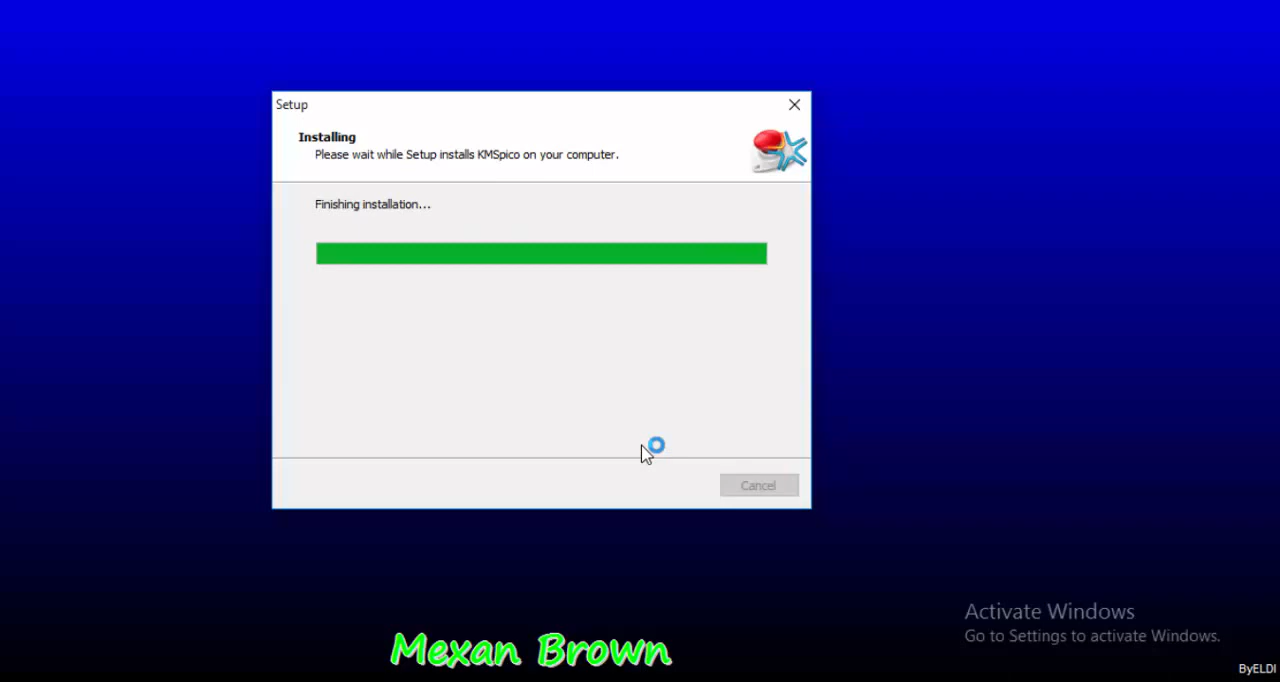 Setup
Installing
Please wait while Setup installs KMSpico on your computer.
Finishing installation...
Cancel
Activate Windows
Go to Settings to activate Windows.
Mexan Brown
ByELDI